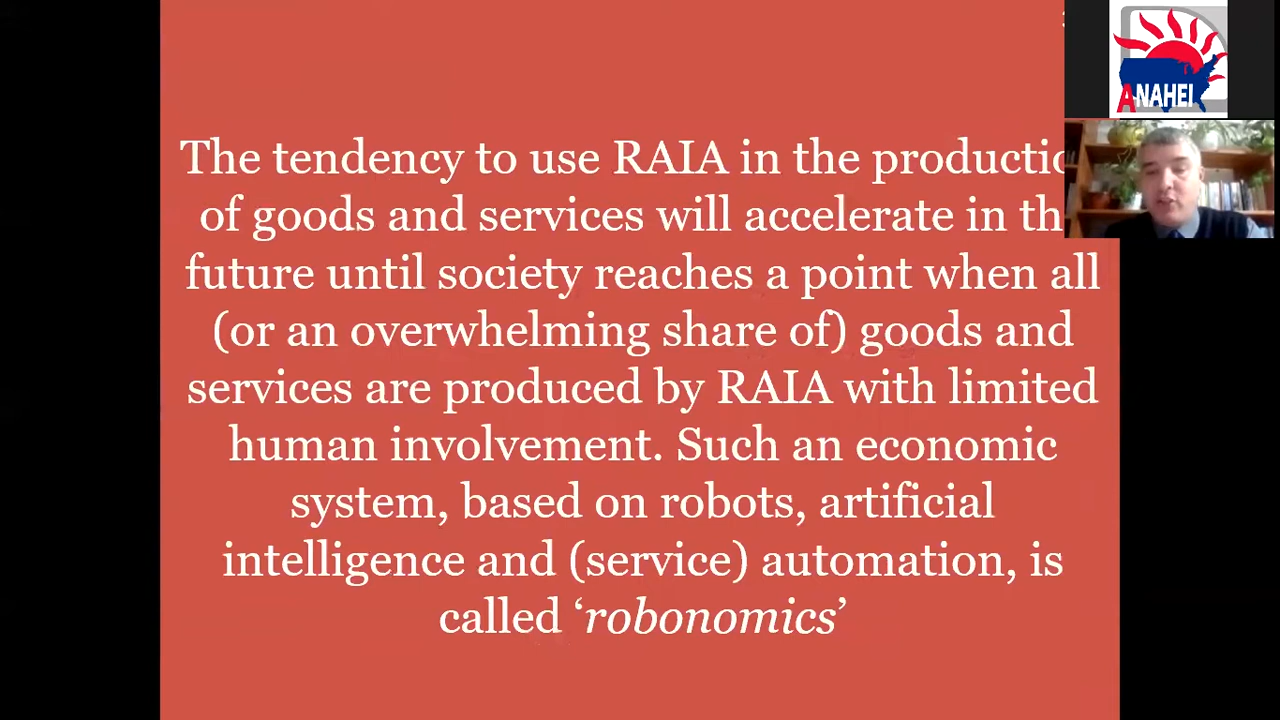 The tendency to use RAIA in the productio
of goods and services will accelerate in th
future until society reaches a point when all
(or an overwhelming share of) goods and
services are produced by RAIA with limited
human involvement. Such an economic
system, based on robots, artificial
intelligence and (service) automation, is
called ‘robonomics’
ANAHEI